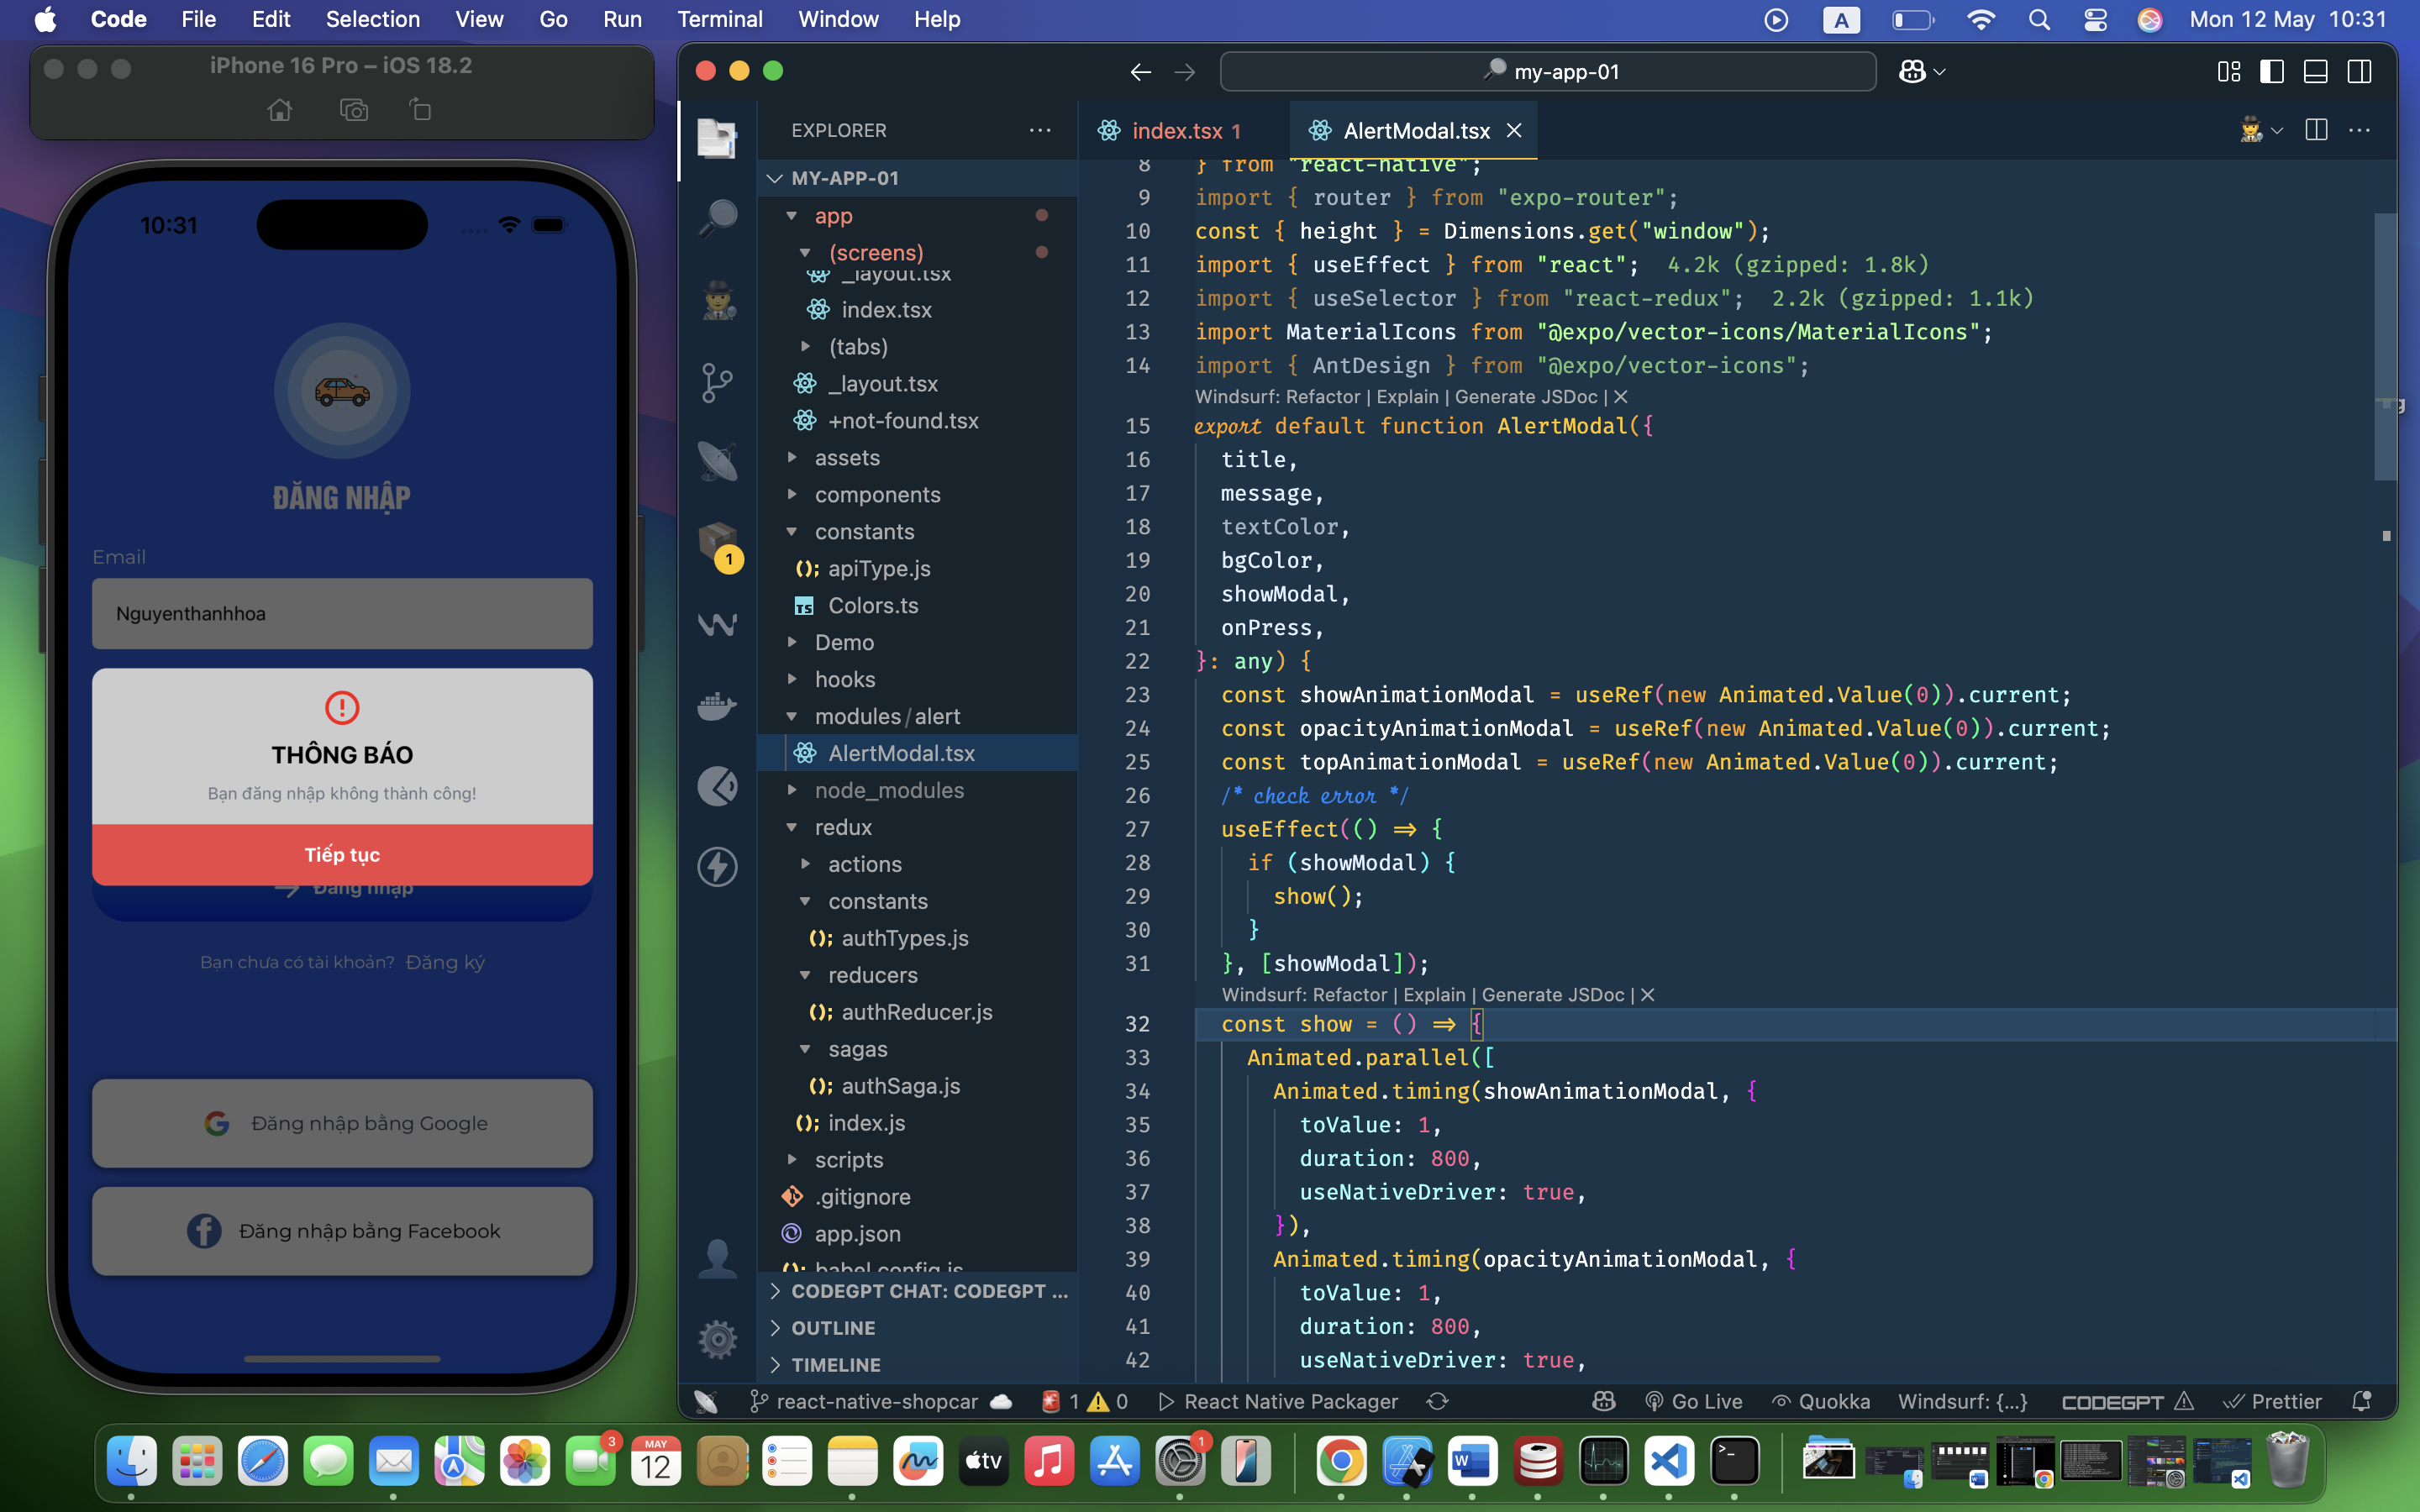 Code File Edit Selection View Go Run Terminal Window Help
A
Mon 12 May 10:31
iPhone 16 Pro – iOS 18.2
10:31
ĐĂNG NHẬP
Email
Nguyenthanhhoa
THÔNG BÁO
Bạn đăng nhập không thành công!
Tiếp tục
Đăng nhập
Bạn chưa có tài khoản? Đăng ký
Đăng nhập bằng Google
Đăng nhập bằng Facebook
my-app-01
EXPLORER
MY-APP-01
app
(screens)
_layout.tsx
index.tsx
(tabs)
_layout.tsx
+not-found.tsx
assets
components
constants
apiType.js
TS Colors.ts
Demo
hooks
modules/alert
AlertModal.tsx
node_modules
redux
actions
constants
authTypes.js
reducers
authReducer.js
sagas
authSaga.js
index.js
scripts
.gitignore
app.json
babel.config.js
CODEGPT CHAT: CODEGPT ...
OUTLINE
TIMELINE
1
index.tsx 1
AlertModal.tsx
8 } from "react-native";
9 import { router } from "expo-router";
10 const { height } = Dimensions.get("window");
11 import { useEffect } from "react"; 4.2k (gzipped: 1.8k)
12 import { useSelector } from "react-redux"; 2.2k (gzipped: 1.1k)
13 import MaterialIcons from "@expo/vector-icons/MaterialIcons";
14 import { AntDesign } from "@expo/vector-icons";
Windsurf: Refactor | Explain | Generate JSDoc | ×
15 export default function AlertModal({
16 title,
17 message,
18 textColor,
19 bgColor,
20 showModal,
21 onPress,
22 }: any) {
23 const showAnimationModal = useRef(new Animated.Value(0)).current;
24 const opacityAnimationModal = useRef(new Animated.Value(0)).current;
25 const topAnimationModal = useRef(new Animated.Value(0)).current;
26 /* check error */
27 useEffect(() => {
28 if (showModal) {
29 show();
30 }
31 }, [showModal]);
Windsurf: Refactor | Explain | Generate JSDoc | ×
32 const show = () => {
33 Animated.parallel([
34 Animated.timing(showAnimationModal, {
35 toValue: 1,
36 duration: 800,
37 useNativeDriver: true,
38 }),
39 Animated.timing(opacityAnimationModal, {
40 toValue: 1,
41 duration: 800,
42 useNativeDriver: true,
react-native-shopcar 1 0 React Native Packager Go Live Quokka Windsurf: {...} CODEGPT Prettier
3
MAY
12
tv
1
W